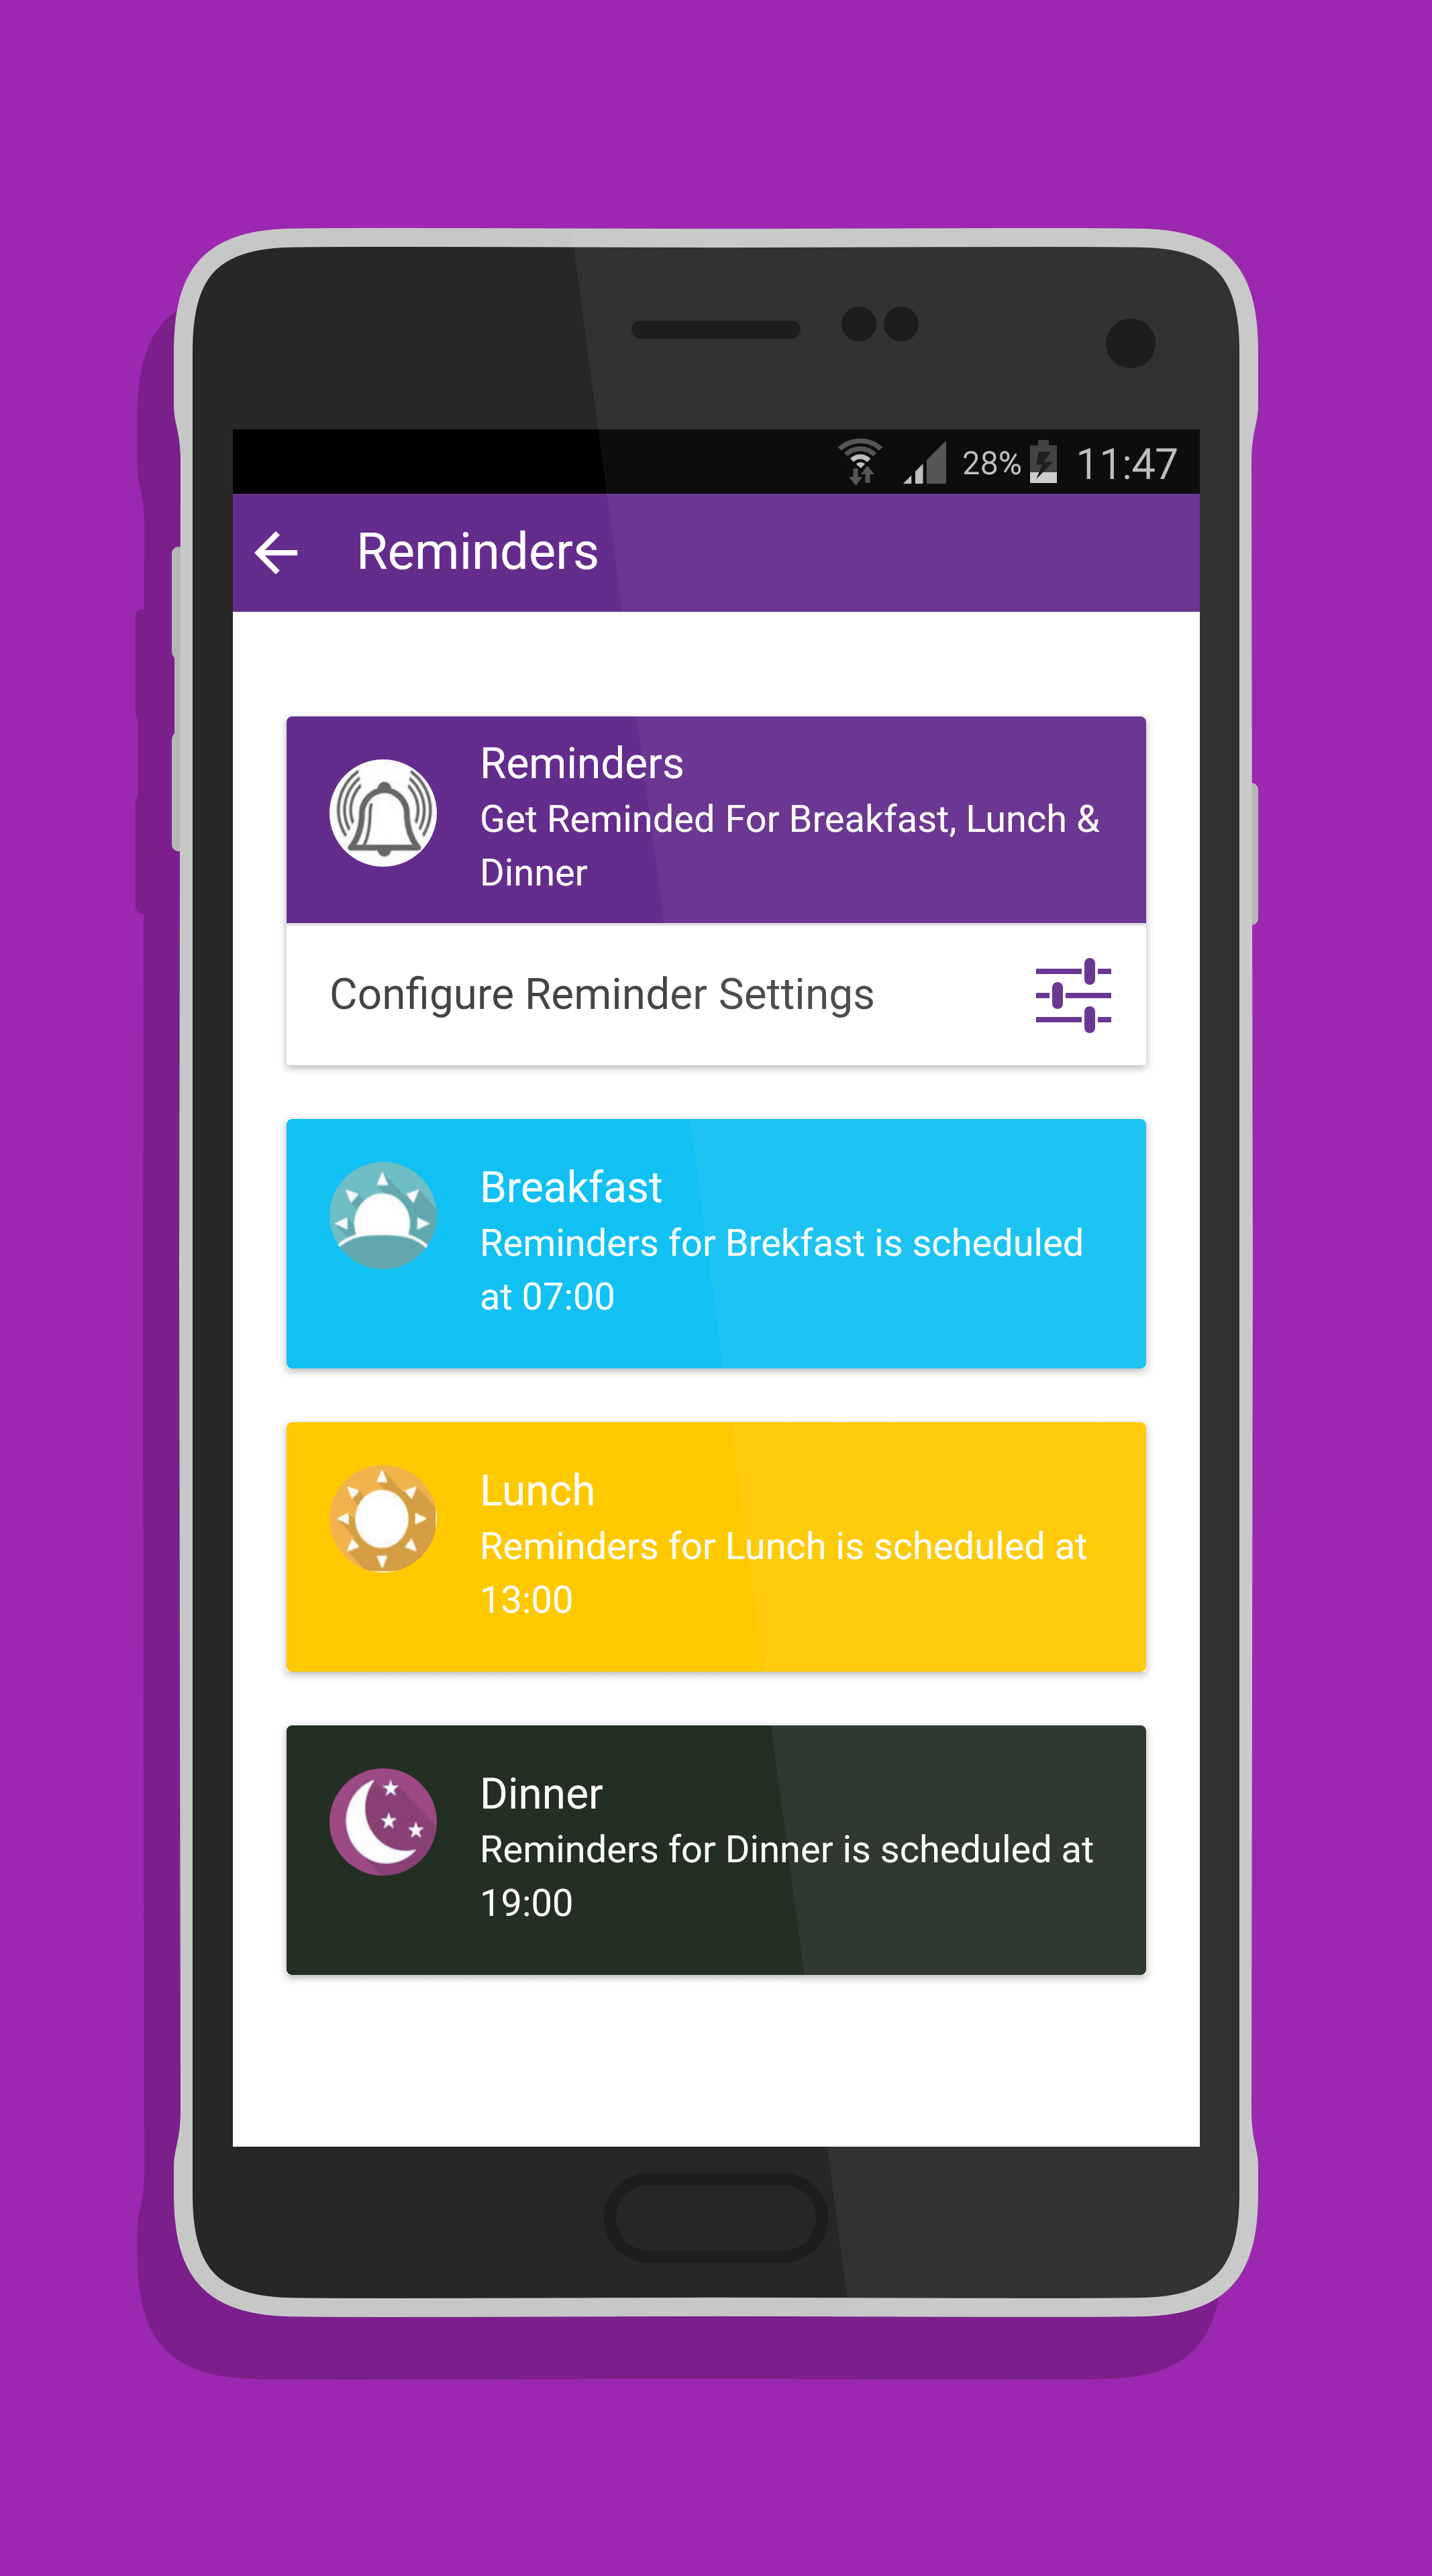 28% 11:47
Reminders
Reminders
Get Reminded For Breakfast, Lunch &
Dinner
Configure Reminder Settings
Breakfast
Reminders for Brekfast is scheduled
at 07:00
Lunch
Reminders for Lunch is scheduled at
13:00
Dinner
Reminders for Dinner is scheduled at
19:00